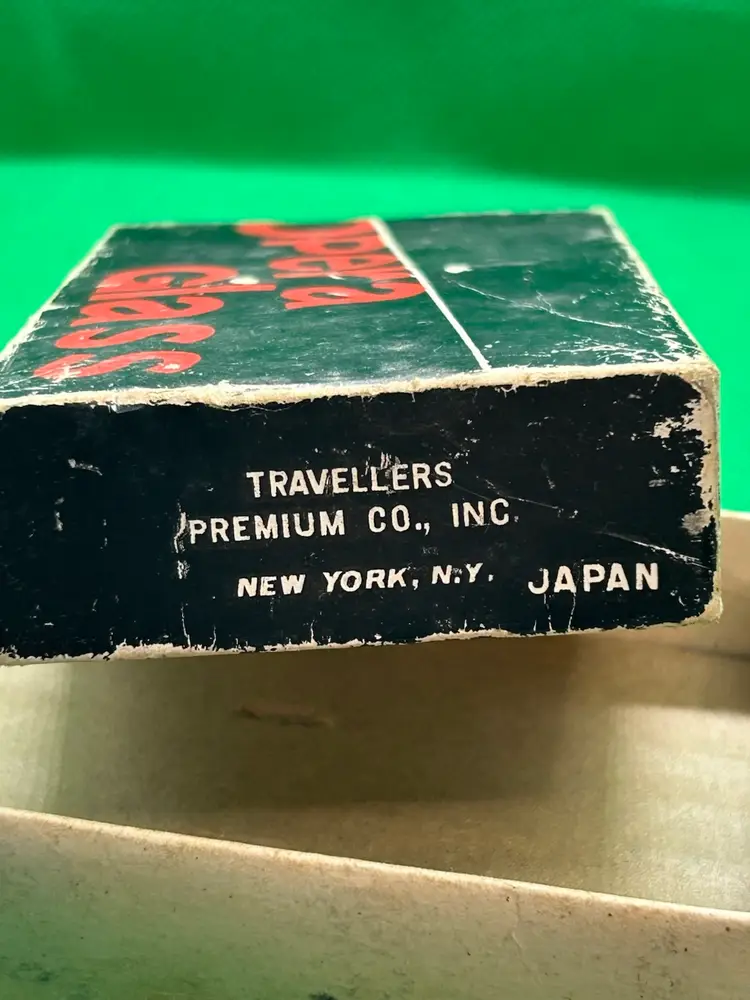 Opera
Glass
TRAVELLERS
PREMIUM CO., INC.
NEW YORK, N.Y. JAPAN